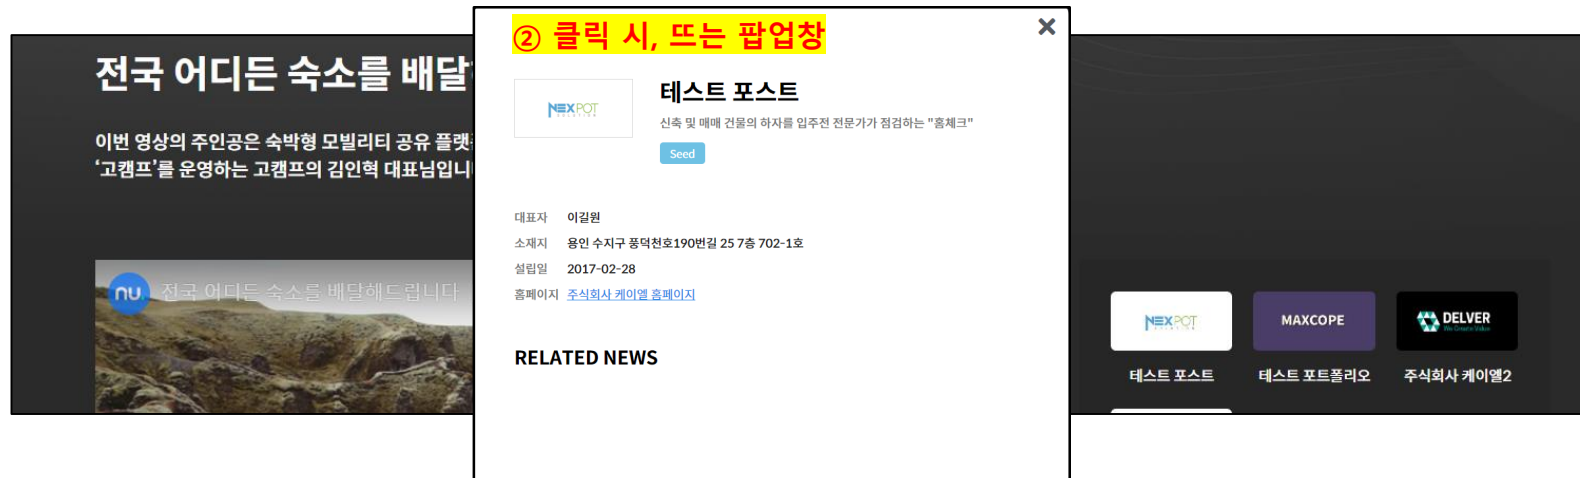 ② 클릭 시, 뜨는 팝업창
전국 어디든 숙소를 배달
이번 영상의 주인공은 숙박형 모빌리티 공유 플랫
‘고캠프’를 운영하는 고캠프의 김인혁 대표님입니
nu 전국 어디든 숙소를 배달해드립니다
NEXPOT
SOLUTION
테스트 포스트
신축 및 매매 건물의 하자를 입주전 전문가가 점검하는 "홈체크"
Seed
대표자 이길원
소재지 용인 수지구 풍덕천호190번길 25 7층 702-1호
설립일 2017-02-28
홈페이지 주식회사 케이엘 홈페이지
RELATED NEWS
NEXPOT
SOLUTION
MAXCOPE
DELVER
We Create Value
테스트 포스트
테스트 포트폴리오
주식회사 케이엘2